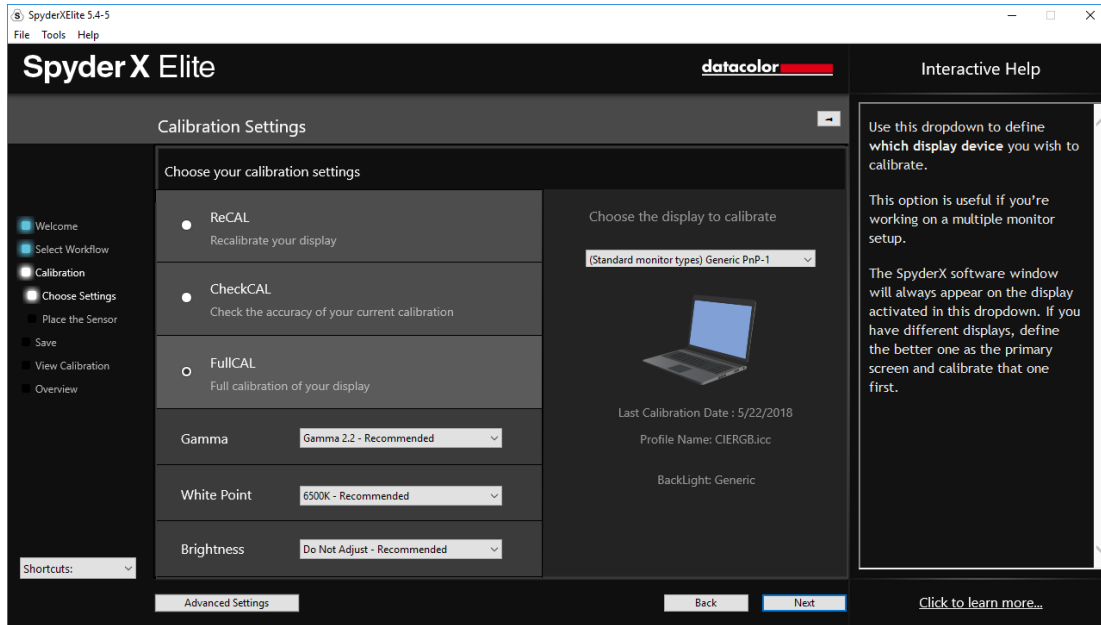 SpyderXElite 5.4-5
File Tools Help
Spyder X Elite
datacolor
Interactive Help
Calibration Settings
Choose your calibration settings
Welcome
Select Workflow
Calibration
Choose Settings
Place the Sensor
Save
View Calibration
Overview
Shortcuts:
ReCAL
Recalibrate your display
CheckCAL
Check the accuracy of your current calibration
FullCAL
Full calibration of your display
Gamma
Gamma 2.2 - Recommended
White Point
6500K - Recommended
Brightness
Do Not Adjust - Recommended
Choose the display to calibrate
(Standard monitor types) Generic PnP-1
Last Calibration Date : 5/22/2018
Profile Name: CIERGB.icc
BackLight: Generic
Use this dropdown to define
which display device you wish to
calibrate.
This option is useful if you're
working on a multiple monitor
setup.
The SpyderX software window
will always appear on the display
activated in this dropdown. If you
have different displays, define
the better one as the primary
screen and calibrate that one
first.
Advanced Settings
Back
Next
Click to learn more...